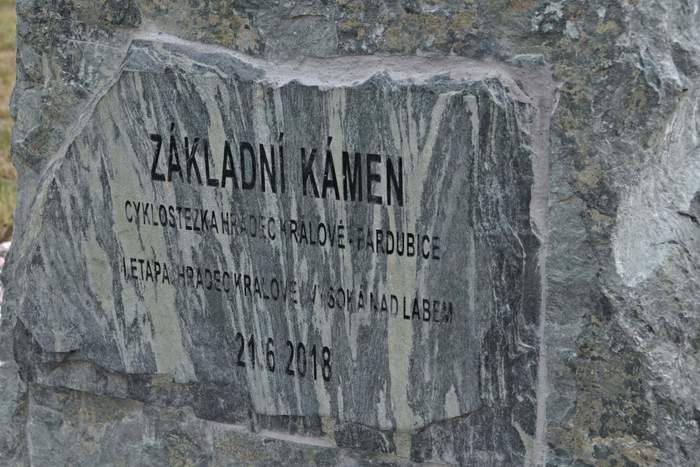 ZÁKLADNÍ KÁMEN
CYKLOSTEZKA HRADEC KRÁLOVÉ - PARDUBICE
I.ETAPA: HRADEC KRÁLOVÉ - VYSOKÁ NAD LABEM
21.6.2018